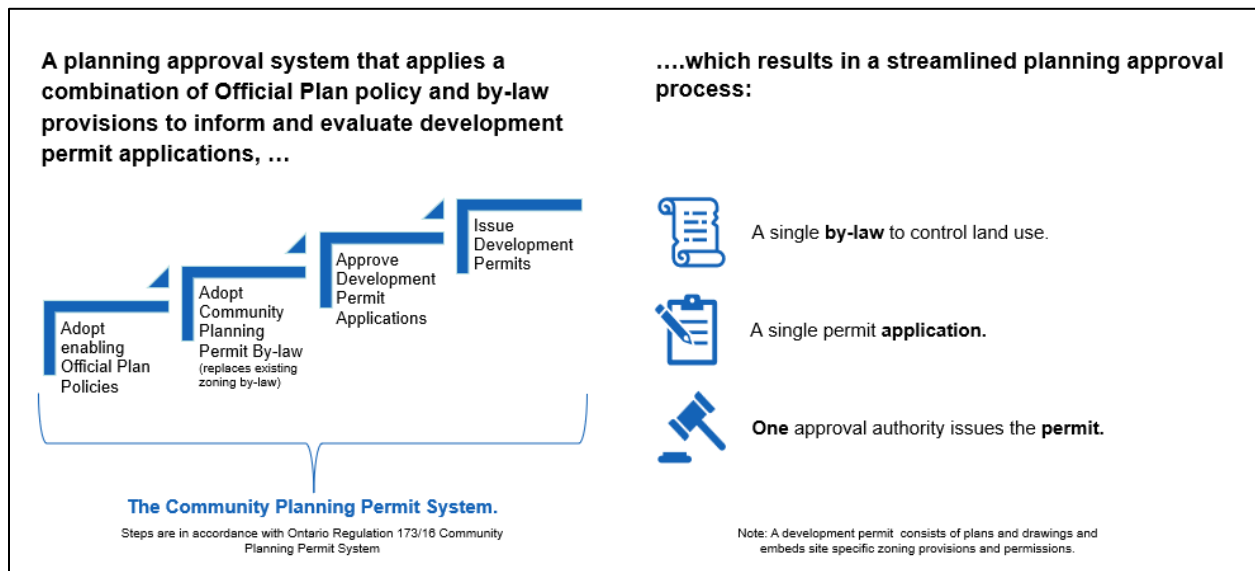 A planning approval system that applies a
combination of Official Plan policy and by-law
provisions to inform and evaluate development
permit applications, …
Adopt
enabling
Official Plan
Policies
Adopt
Community
Planning
Permit By-law
(replaces existing
zoning by-law)
Approve
Development
Permit
Applications
Issue
Development
Permits
The Community Planning Permit System.
Steps are in accordance with Ontario Regulation 173/16 Community
Planning Permit System
….which results in a streamlined planning approval
process:
A single by-law to control land use.
A single permit application.
One approval authority issues the permit.
Note: A development permit consists of plans and drawings and
embeds site specific zoning provisions and permissions.